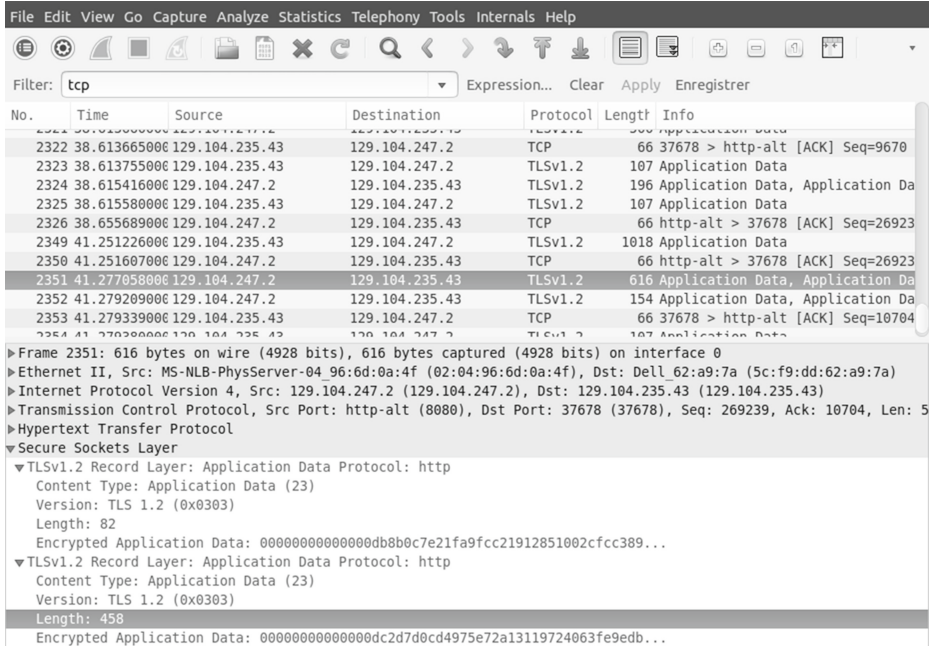 File Edit View Go Capture Analyze Statistics Telephony Tools Internals Help
Filter: tcp Expression... Clear Apply Enregistrer
No. Time Source Destination Protocol Length Info
2322 38.613665000 129.104.235.43 129.104.247.2 TCP 66 37678 > http-alt [ACK] Seq=9670
2323 38.613755000 129.104.235.43 129.104.247.2 TLSv1.2 107 Application Data
2324 38.615416000 129.104.247.2 129.104.235.43 TLSv1.2 196 Application Data, Application Da
2325 38.615580000 129.104.235.43 129.104.247.2 TLSv1.2 107 Application Data
2326 38.655689000 129.104.247.2 129.104.235.43 TCP 66 http-alt > 37678 [ACK] Seq=26923
2349 41.251226000 129.104.235.43 129.104.247.2 TLSv1.2 1018 Application Data
2350 41.251607000 129.104.247.2 129.104.235.43 TCP 66 http-alt > 37678 [ACK] Seq=26923
2351 41.277058000 129.104.247.2 129.104.235.43 TLSv1.2 616 Application Data, Application Da
2352 41.279209000 129.104.247.2 129.104.235.43 TLSv1.2 154 Application Data, Application Da
2353 41.279339000 129.104.235.43 129.104.247.2 TCP 66 37678 > http-alt [ACK] Seq=10704
Frame 2351: 616 bytes on wire (4928 bits), 616 bytes captured (4928 bits) on interface 0
Ethernet II, Src: MS-NLB-PhysServer-04_96:6d:0a:4f (02:04:96:6d:0a:4f), Dst: Dell_62:a9:7a (5c:f9:dd:62:a9:7a)
Internet Protocol Version 4, Src: 129.104.247.2 (129.104.247.2), Dst: 129.104.235.43 (129.104.235.43)
Transmission Control Protocol, Src Port: http-alt (8080), Dst Port: 37678 (37678), Seq: 269239, Ack: 10704, Len: 5
Hypertext Transfer Protocol
Secure Sockets Layer
TLSv1.2 Record Layer: Application Data Protocol: http
Content Type: Application Data (23)
Version: TLS 1.2 (0x0303)
Length: 82
Encrypted Application Data: 00000000000000db8b0c7e21fa9fcc21912851002cfcc389...
TLSv1.2 Record Layer: Application Data Protocol: http
Content Type: Application Data (23)
Version: TLS 1.2 (0x0303)
Length: 458
Encrypted Application Data: 00000000000000dc2d7d0cd4975e72a13119724063fe9edb...